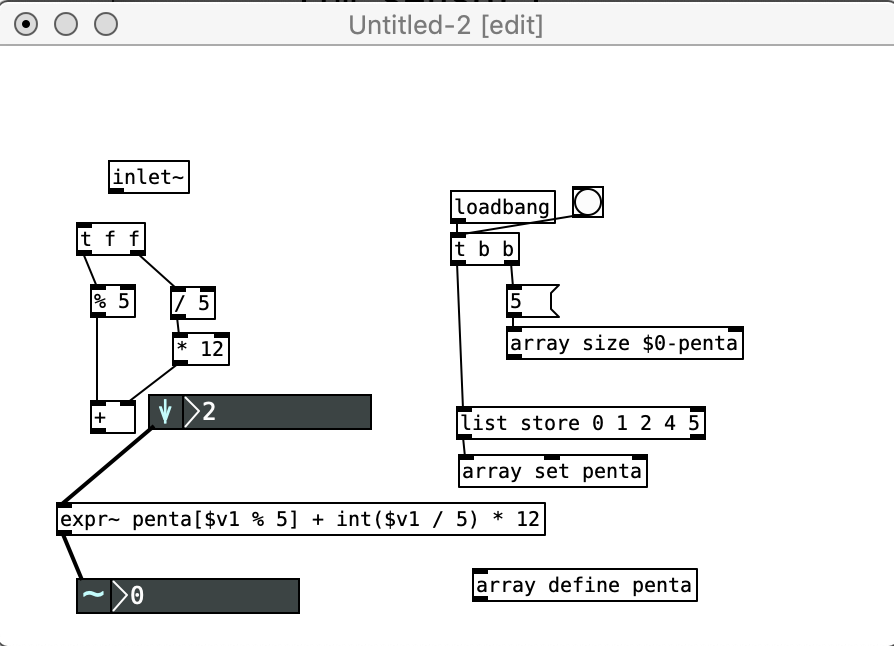 Untitled-2 [edit]
inlet~
loadbang
t f f
t b b
% 5
/ 5
5
* 12
array size $0-penta
+
>2
list store 0 1 2 4 5
array set penta
expr~ penta[$v1 % 5] + int($v1 / 5) * 12
array define penta
~ >0